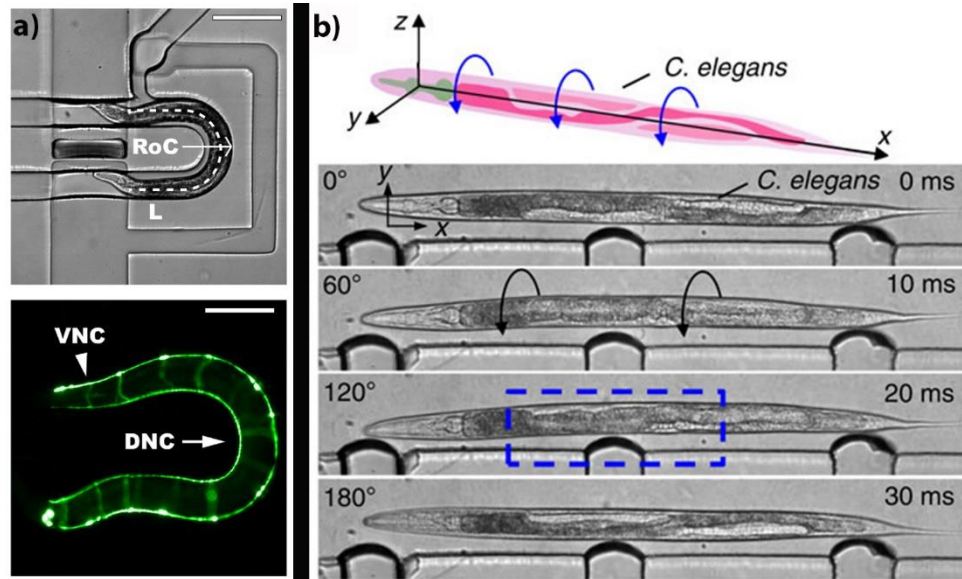 a)
RoC
L
VNC
DNC
b)
z
y
x
C. elegans
0°
y
x
C. elegans
0 ms
60°
10 ms
120°
20 ms
180°
30 ms